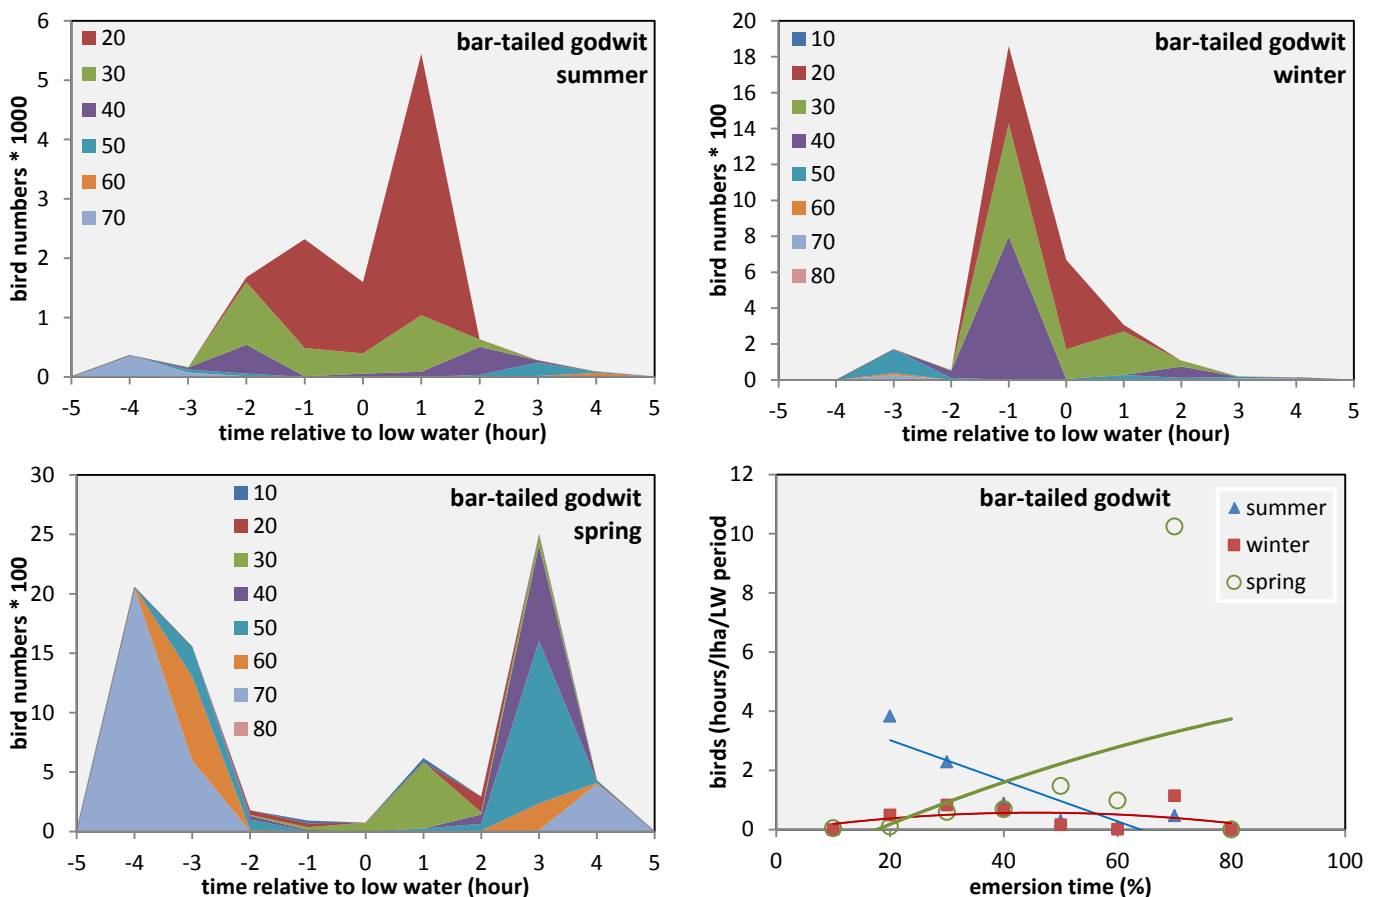 bar-tailed godwit
summer
bird numbers * 1000
6
5
4
3
2
1
0
20
30
40
50
60
70
-5 -4 -3 -2 -1 0 1 2 3 4 5
time relative to low water (hour)
bar-tailed godwit
winter
bird numbers * 100
20
18
16
14
12
10
8
6
4
2
0
10
20
30
40
50
60
70
80
-5 -4 -3 -2 -1 0 1 2 3 4 5
time relative to low water (hour)
bar-tailed godwit
spring
bird numbers * 100
30
25
20
15
10
5
0
10
20
30
40
50
60
70
80
-5 -4 -3 -2 -1 0 1 2 3 4 5
time relative to low water (hour)
bar-tailed godwit
birds (hours/lha/LW period
12
10
8
6
4
2
0
summer
winter
spring
0 20 40 60 80 100
emersion time (%)